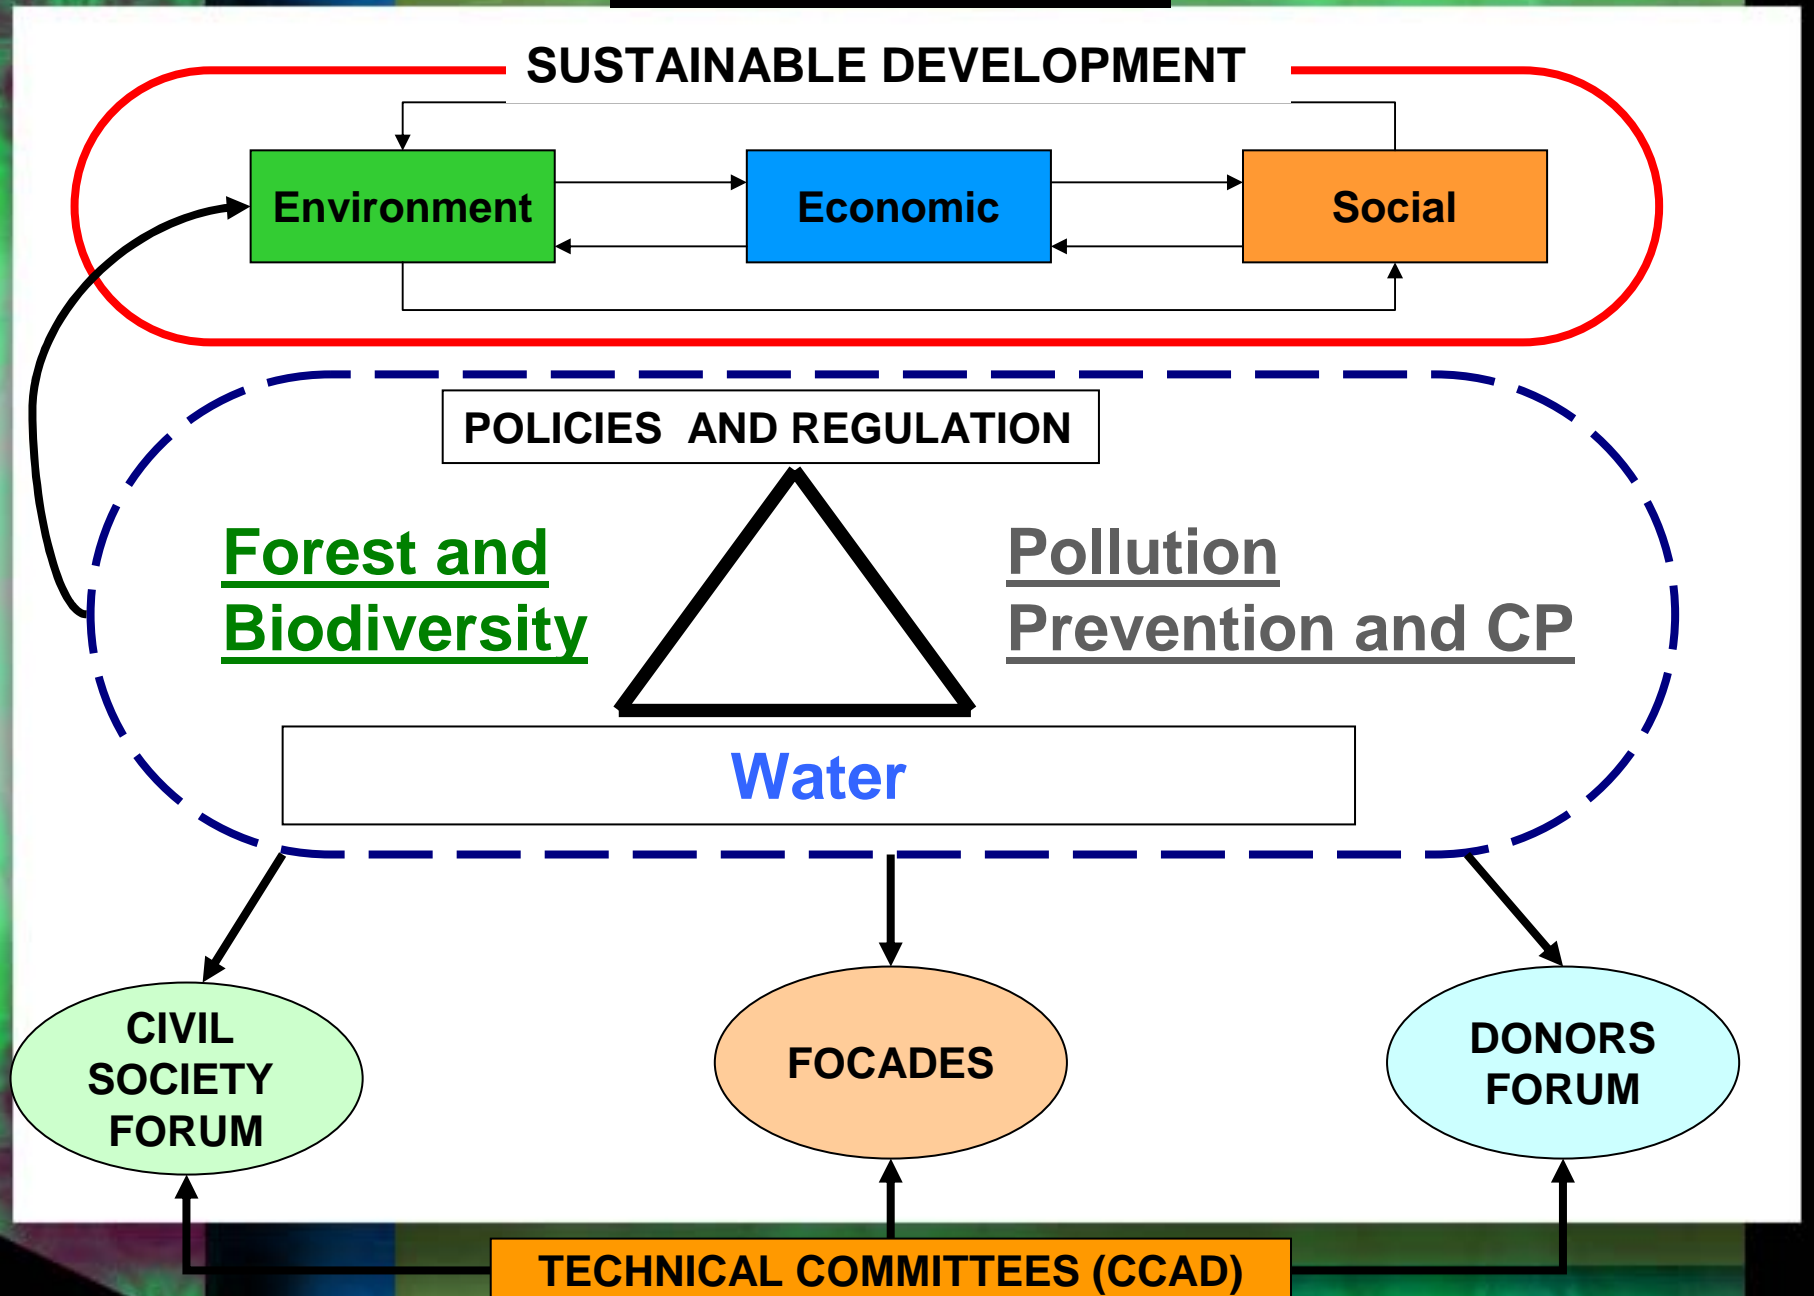 SUSTAINABLE DEVELOPMENT
Environment
Economic
Social
POLICIES AND REGULATION
Forest and
Biodiversity
Pollution
Prevention and CP
Water
CIVIL
SOCIETY
FORUM
FOCADES
DONORS
FORUM
TECHNICAL COMMITTEES (CCAD)